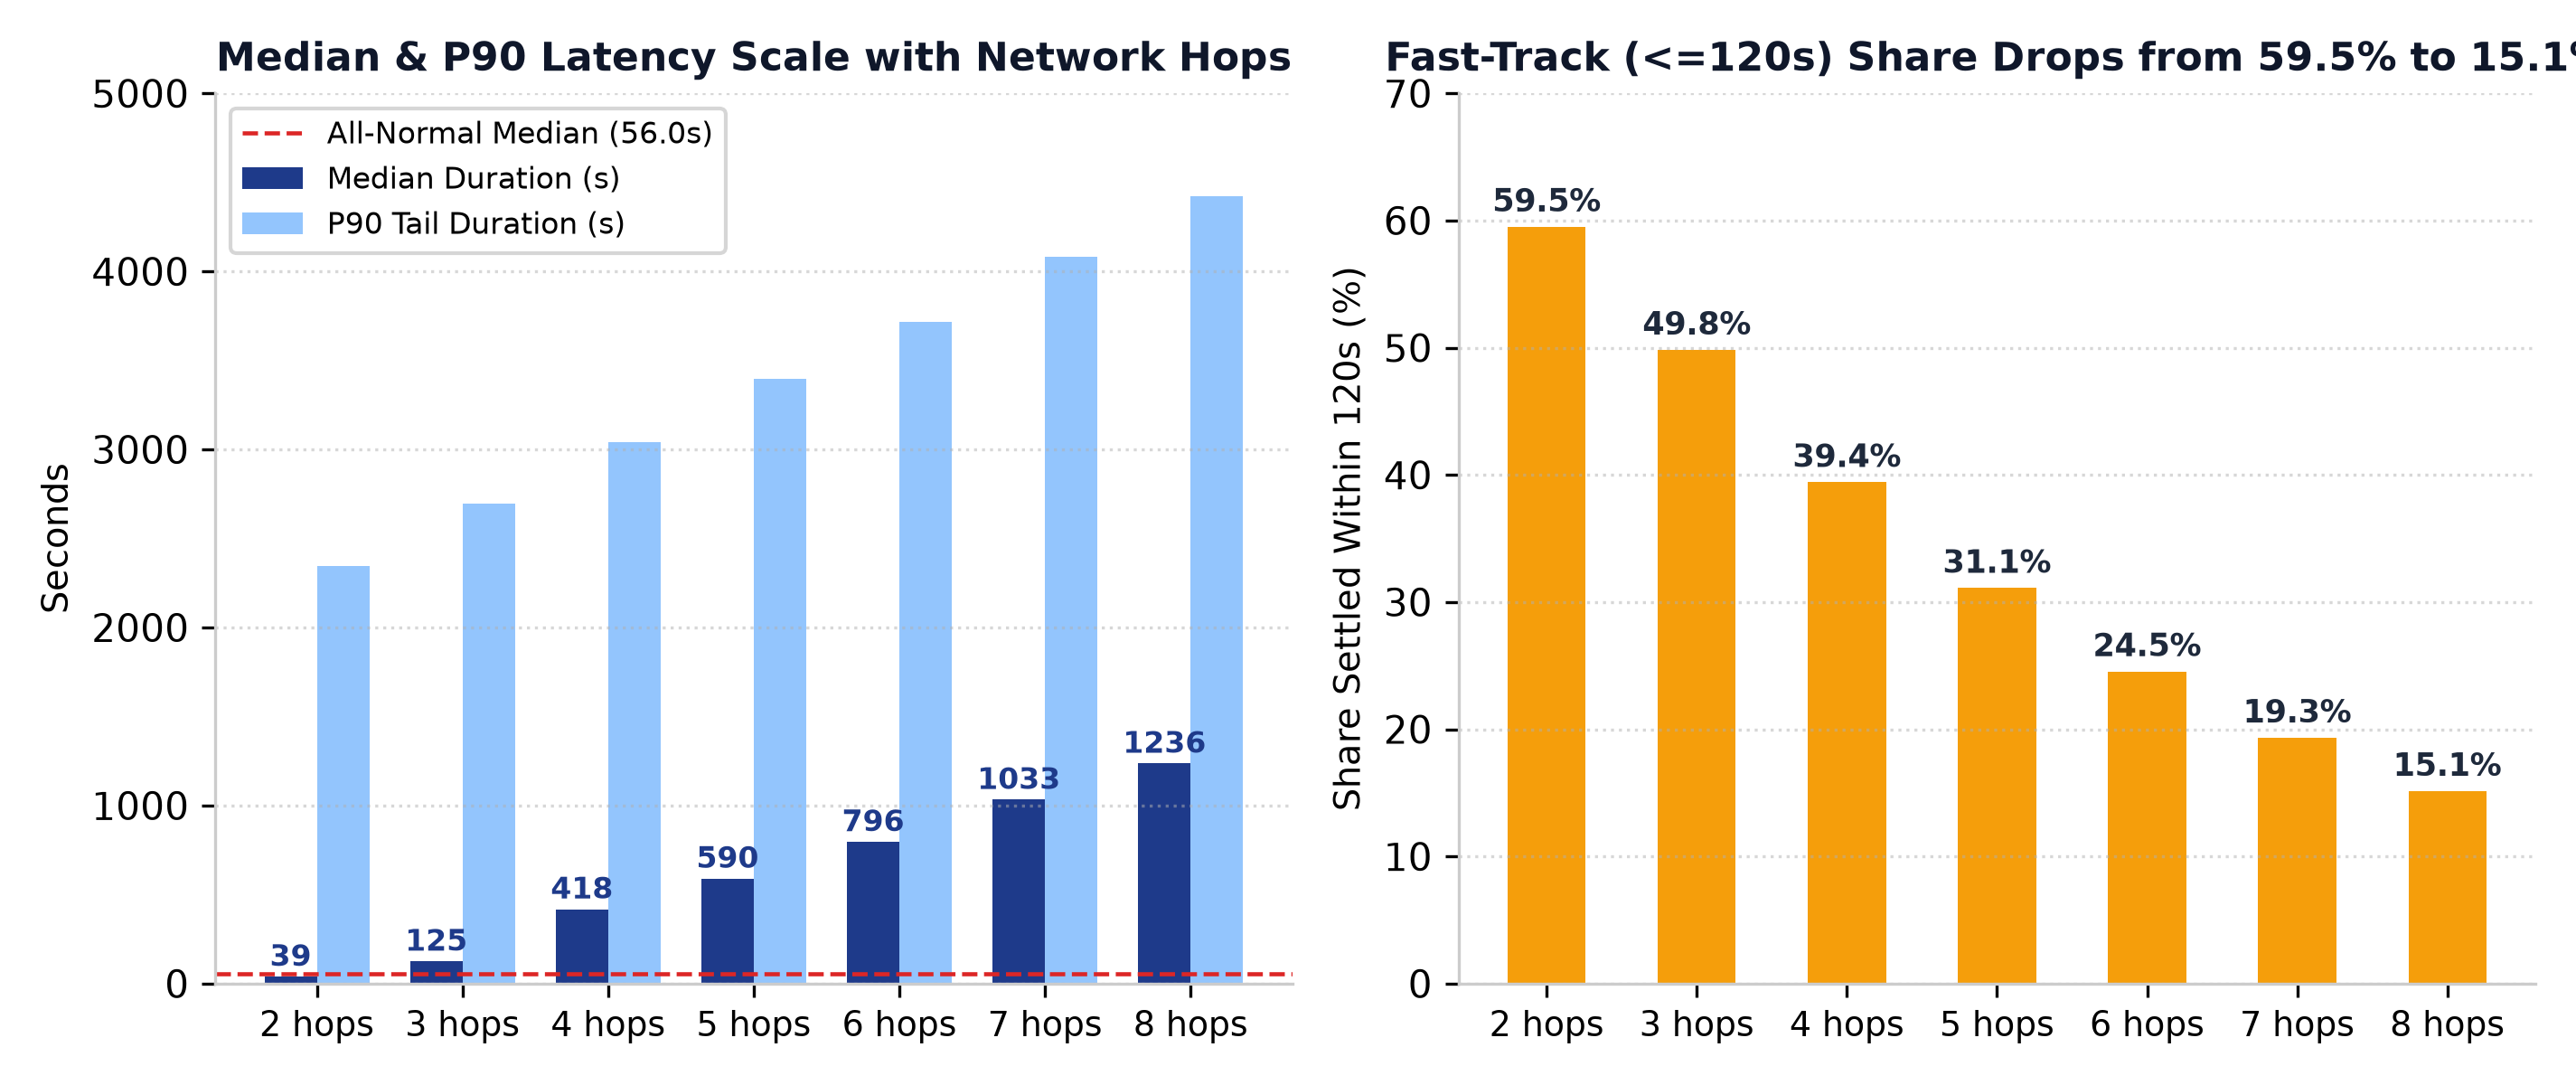 Median & P90 Latency Scale with Network Hops
5000
4000
3000
2000
1000
0
Seconds
All-Normal Median (56.0s)
Median Duration (s)
P90 Tail Duration (s)
39
125
418
590
796
1033
1236
2 hops
3 hops
4 hops
5 hops
6 hops
7 hops
8 hops
Fast-Track (<=120s) Share Drops from 59.5% to 15.1%
70
60
50
40
30
20
10
0
Share Settled Within 120s (%)
59.5%
49.8%
39.4%
31.1%
24.5%
19.3%
15.1%
2 hops
3 hops
4 hops
5 hops
6 hops
7 hops
8 hops